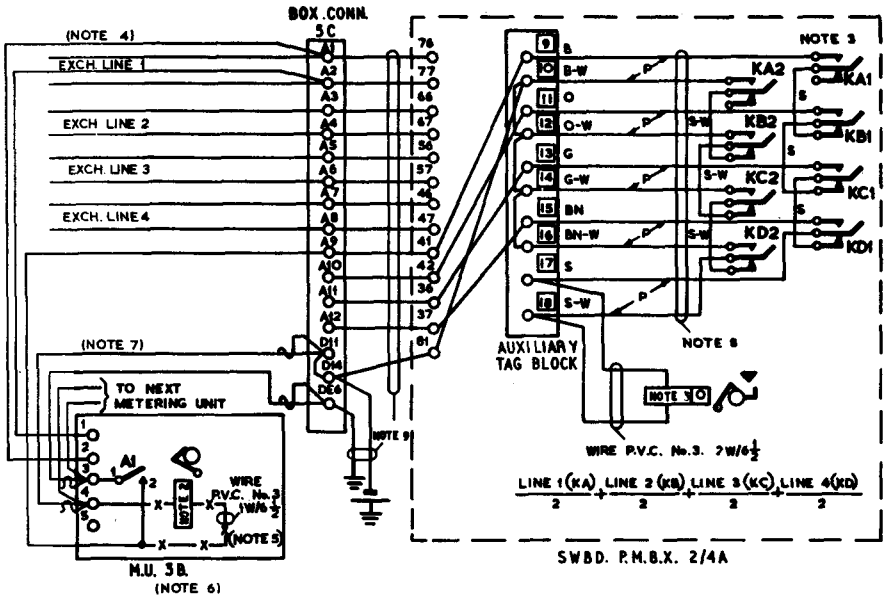 BOX. CONN.
5C
(NOTE 4)
EXCH. LINE 1
EXCH. LINE 2
EXCH. LINE 3
EXCH. LINE 4
(NOTE 7)
TO NEXT
METERING UNIT
A1
A2
A3
A4
A5
A6
A7
A8
A9
A10
A11
A12
D11
D14
DE6
76
77
66
67
56
57
46
47
41
42
36
37
61
9 B
10 B-W
11 O
12 O-W
13 G
14 G-W
15 BN
16 BN-W
17 S
18 S-W
AUXILIARY
TAG BLOCK
P
P
P
P
P
NOTE 3
KA2
KA1
S
S-W
KB2
KB1
S
S-W
KC2
KC1
S
S-W
KD2
KD1
NOTE 8
NOTE 3
WIRE P.V.C. No.3. 2W/6½
NOTE 9
LINE 1 (KA) + LINE 2 (KB) + LINE 3 (KC) + LINE 4 (KD)
2 2 2 2
SWBD. P.M.B.X. 2/4A
1
2
3
4
5
A1
1
2
NOTE 2
X
X
X
X
WIRE
P.V.C. No.3
1W/6½
(NOTE 5)
M.U. 3B.
(NOTE 6)